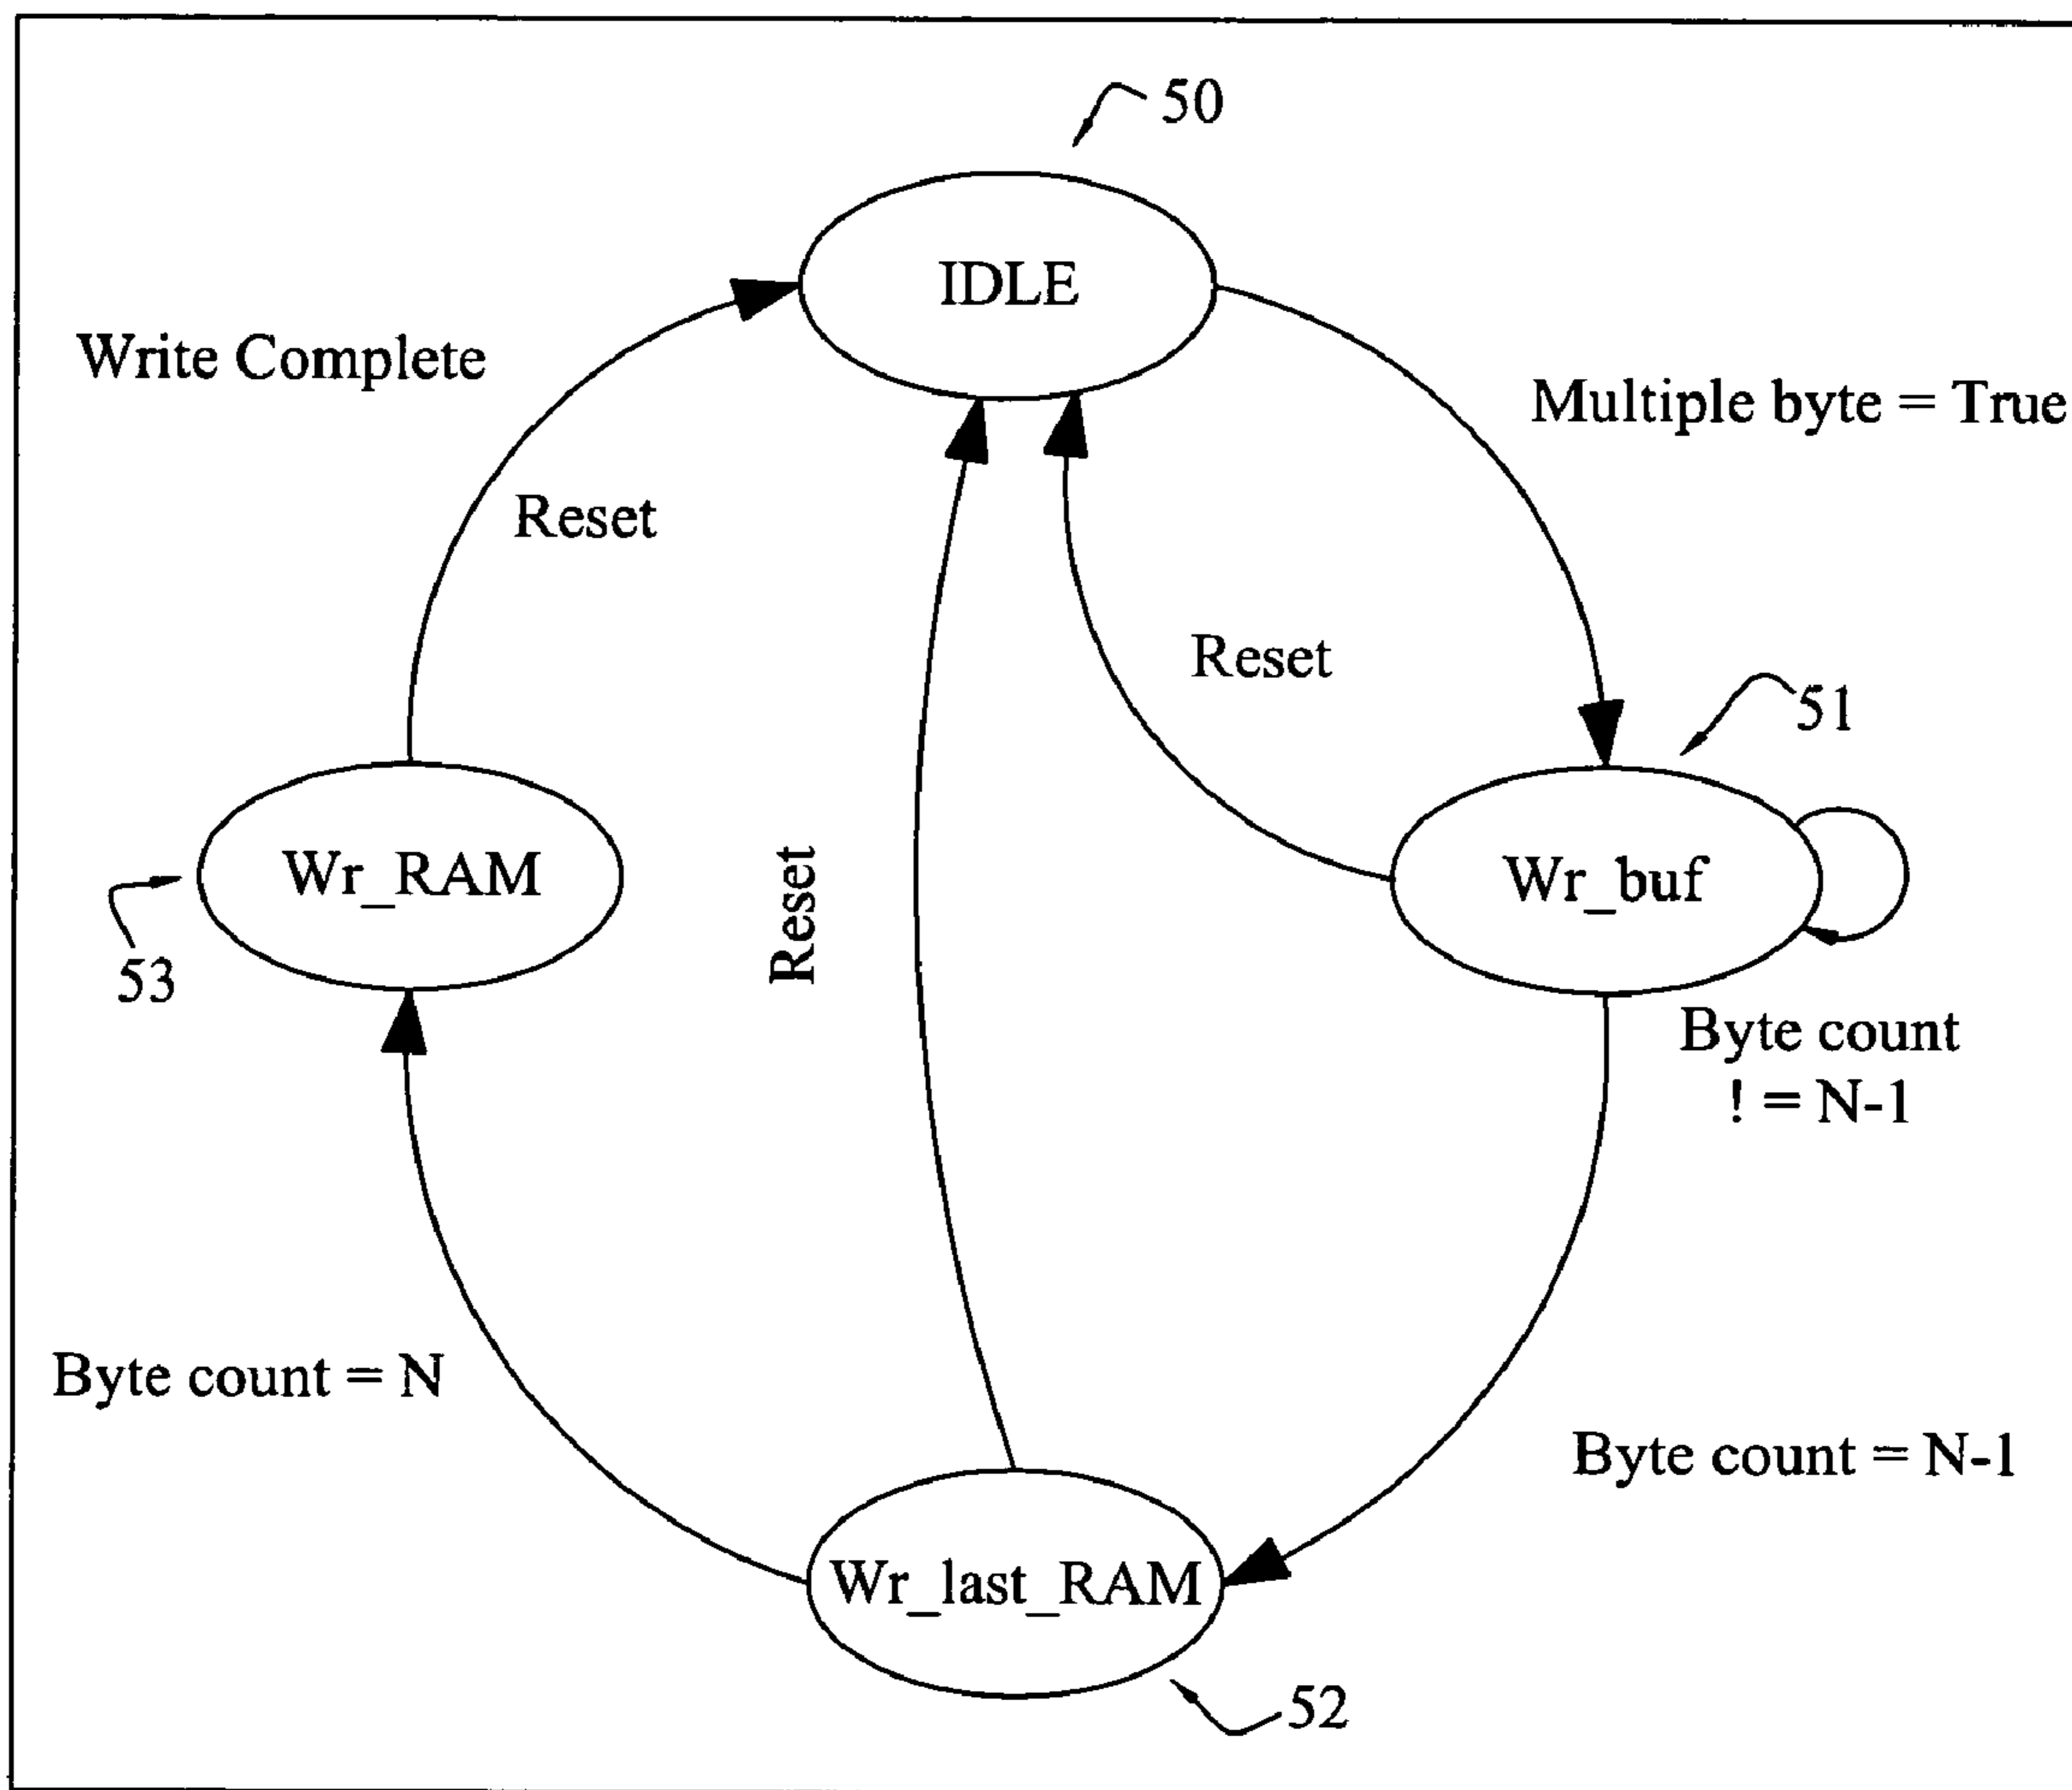 50
IDLE
Write Complete
Multiple byte = True
Reset
Reset
51
Wr_RAM
Wr_buf
Reset
53
Byte count
! = N-1
Byte count = N
Byte count = N-1
Wr_last_RAM
52